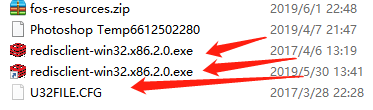 fos-resources.zip 2019/6/1 22:48
Photoshop Temp6612502280 2019/4/7 21:47
redisclient-win32.x86.2.0.exe 2017/4/6 13:19
redisclient-win32.x86.2.0.exe 2019/5/30 13:41
U32FILE.CFG 2017/3/28 22:28